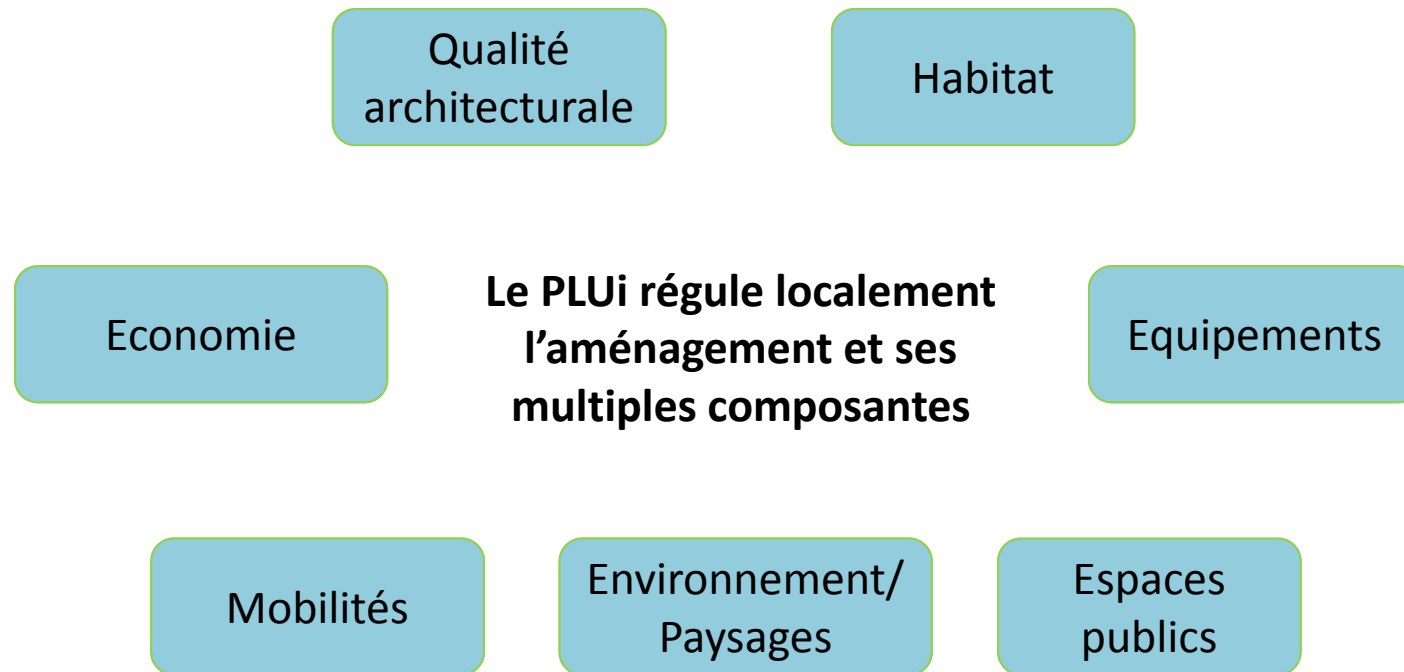 Qualité
architecturale
Habitat
Economie
Le PLUi régule localement
l’aménagement et ses
multiples composantes
Equipements
Mobilités
Environnement/
Paysages
Espaces
publics